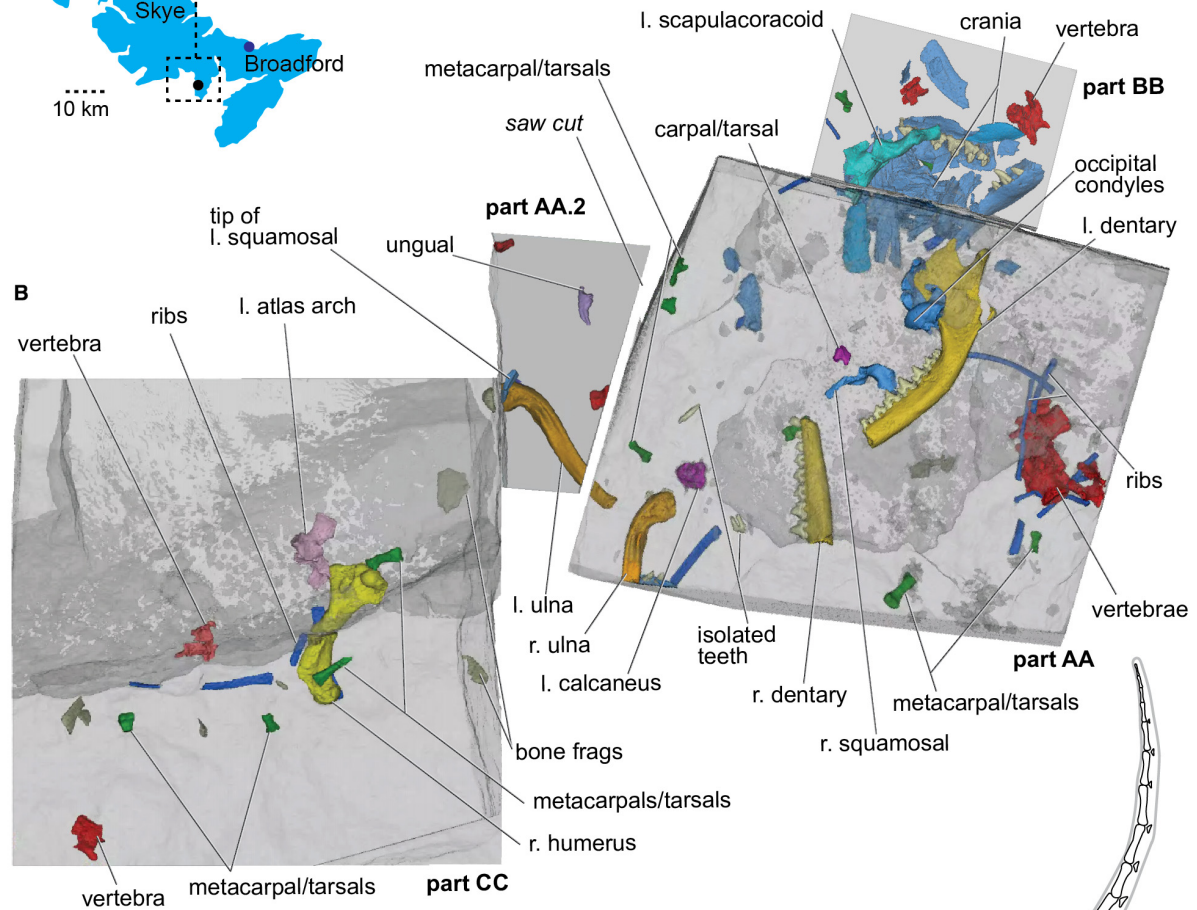 Skye
Broadford
10 km
l. scapulacoracoid
crania
vertebra
metacarpal/tarsals
part BB
saw cut
carpal/tarsal
occipital
condyles
part AA.2
l. dentary
tip of
l. squamosal
ungual
B
ribs
l. atlas arch
vertebra
ribs
l. ulna
r. ulna
isolated
teeth
vertebrae
l. calcaneus
r. dentary
part AA
metacarpal/tarsals
r. squamosal
bone frags
metacarpals/tarsals
r. humerus
metacarpal/tarsals
part CC
vertebra